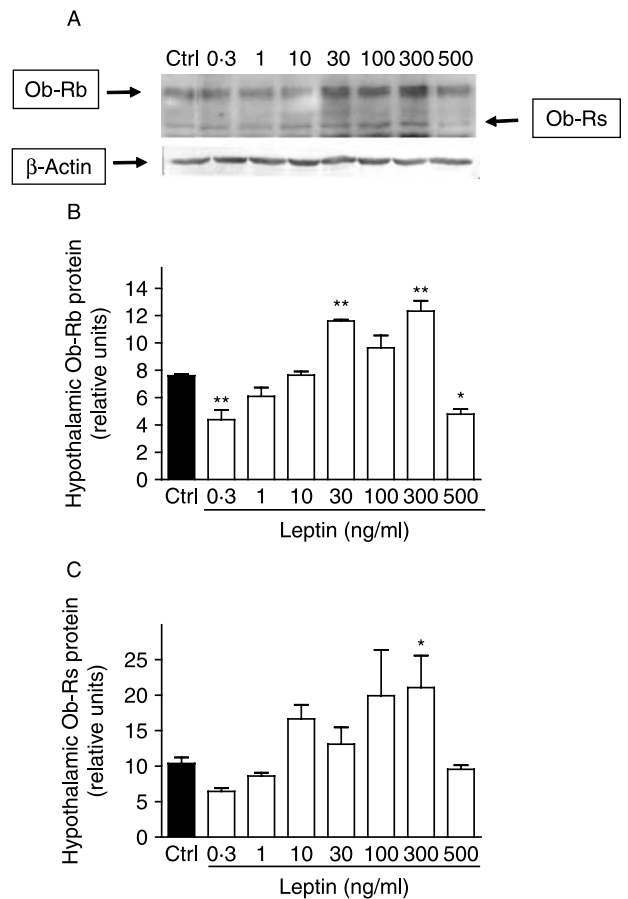 A
Ctrl 0·3 1 10 30 100 300 500
Ob-Rb
Ob-Rs
β-Actin
B
Hypothalamic Ob-Rb protein
(relative units)
14
12
10
8
6
4
2
0
**
**
**
*
Ctrl 0·3 1 10 30 100 300 500
Leptin (ng/ml)
C
Hypothalamic Ob-Rs protein
(relative units)
25
20
15
10
5
0
*
Ctrl 0·3 1 10 30 100 300 500
Leptin (ng/ml)